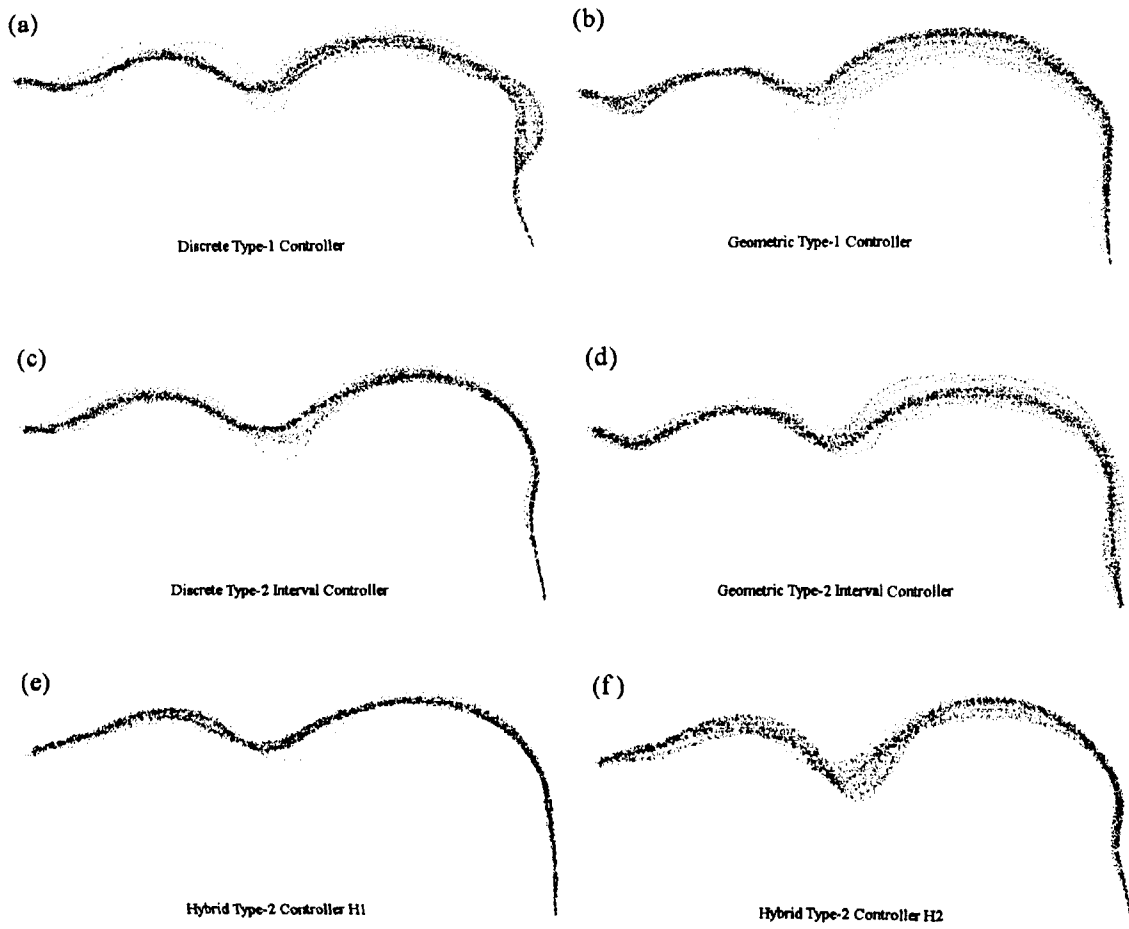 (a)
(b)
Discrete Type-1 Controller
Geometric Type-1 Controller
(c)
(d)
Discrete Type-2 Interval Controller
Geometric Type-2 Interval Controller
(e)
(f)
Hybrid Type-2 Controller H1
Hybrid Type-2 Controller H2